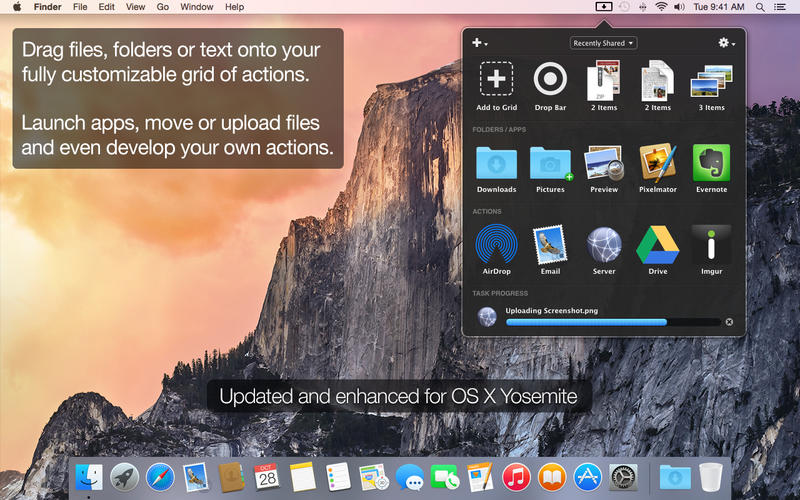 Finder File Edit View Go Window Help Tue 9:41 AM
Drag files, folders or text onto your
fully customizable grid of actions.
Launch apps, move or upload files
and even develop your own actions.
Recently Shared
ZIP
Add to Grid Drop Bar 2 Items 2 Items 3 Items
FOLDERS / APPS
Downloads Pictures Preview Pixelmator Evernote
ACTIONS
AirDrop Email Server Drive Imgur
TASK PROGRESS
Uploading Screenshot.png
Updated and enhanced for OS X Yosemite
OCT
28